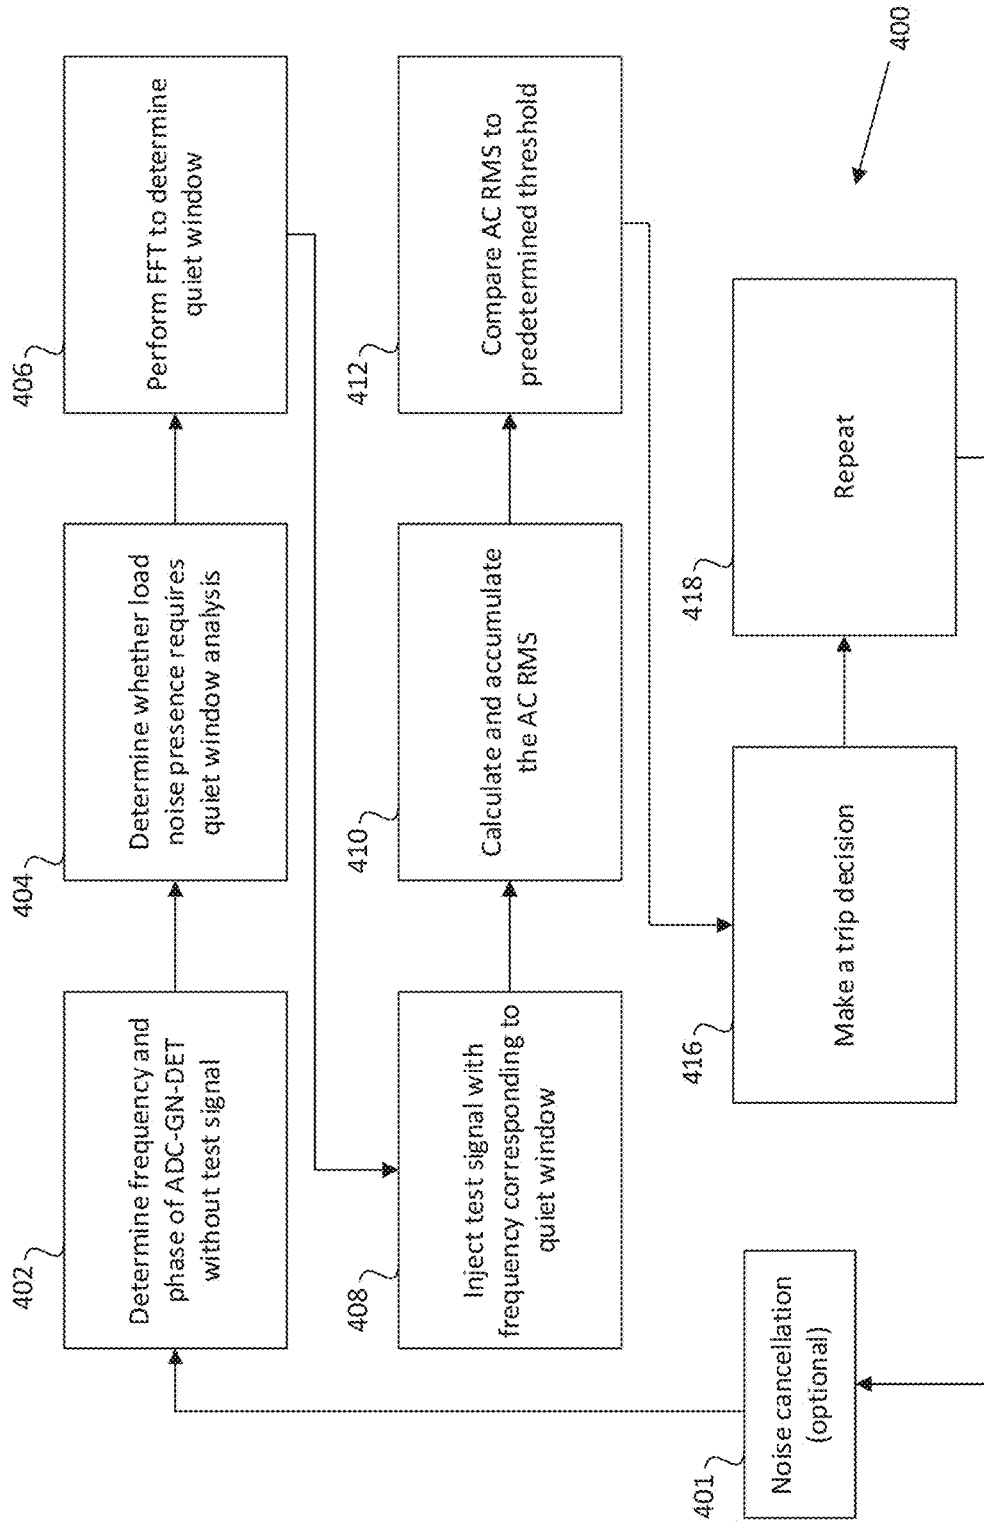 402
Determine frequency and
phase of ADC-GN-DET
without test signal
404
Determine whether load
noise presence requires
quiet window analysis
406
Perform FFT to determine
quiet window
408
Inject test signal with
frequency corresponding to
quiet window
410
Calculate and accumulate
the AC RMS
412
Compare AC RMS to
predetermined threshold
401
Noise cancellation
(optional)
416
Make a trip decision
418
Repeat
400